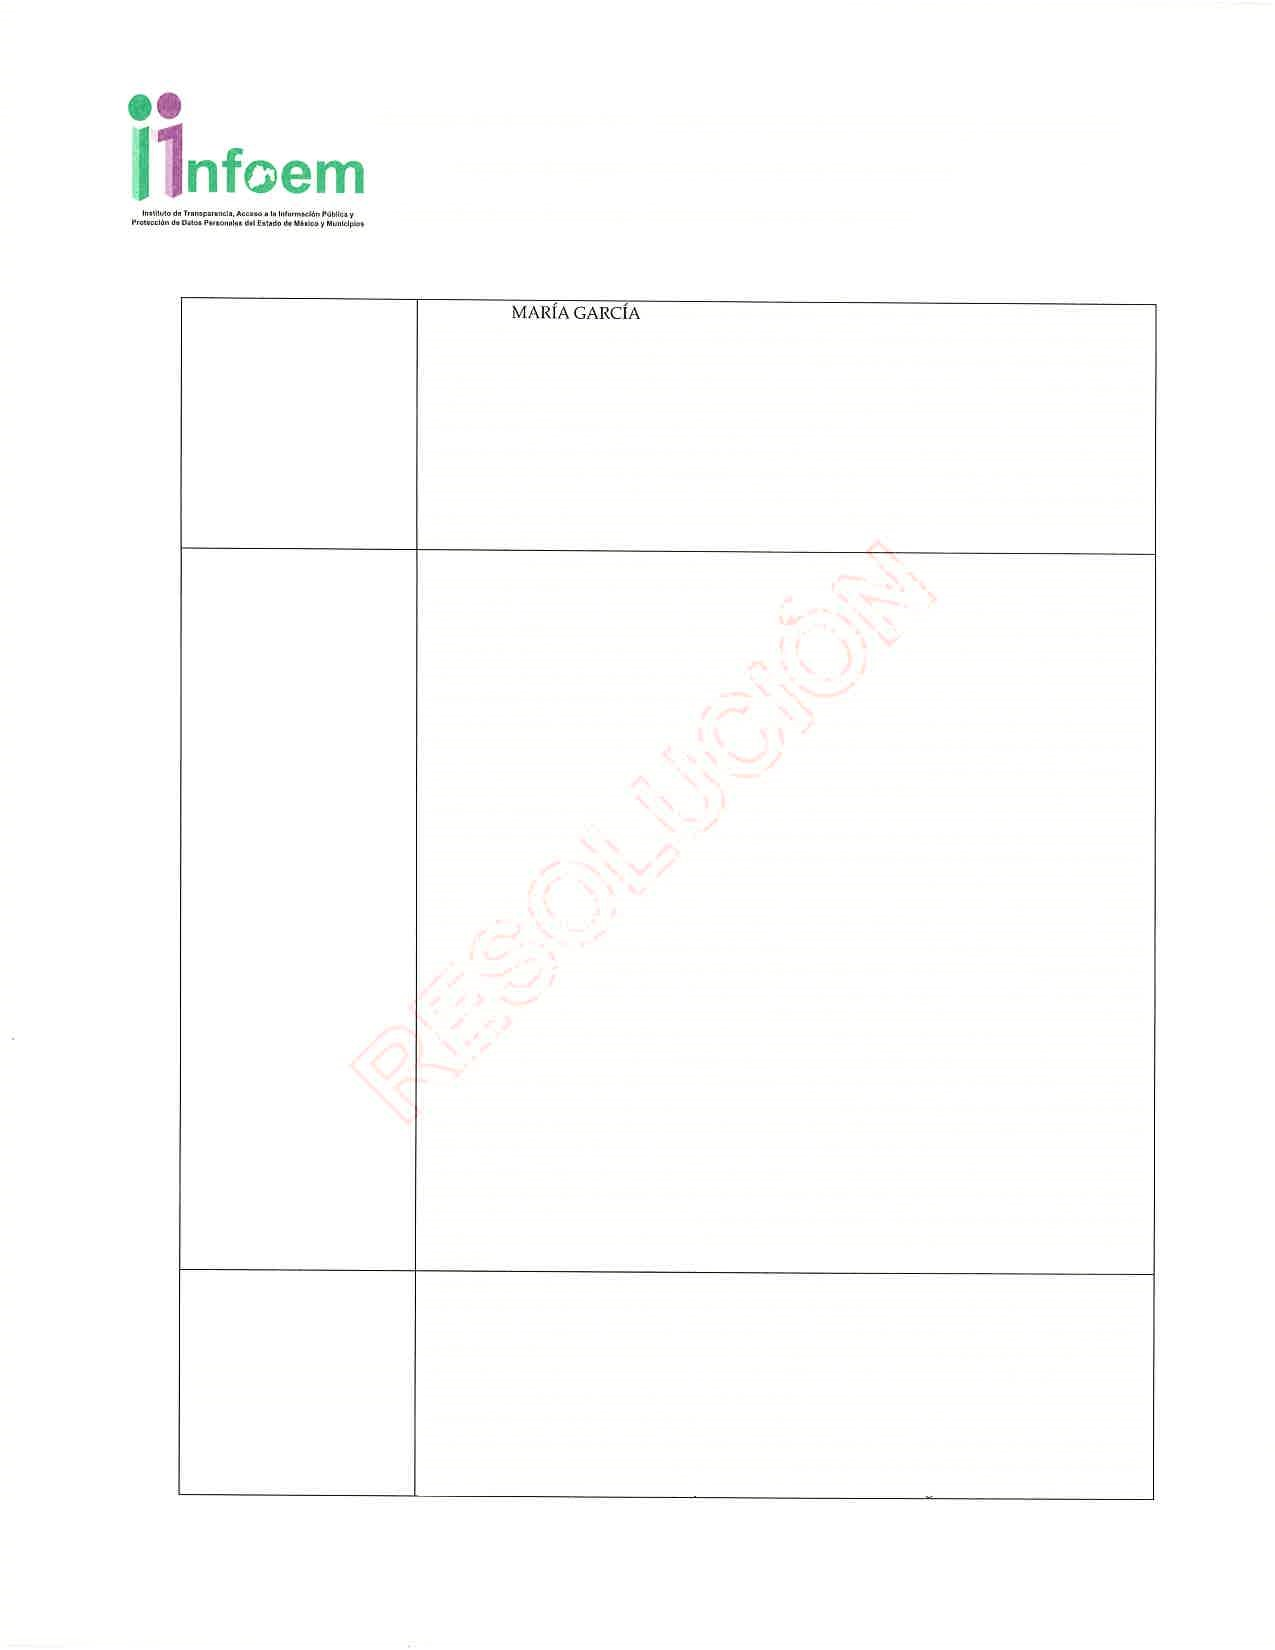 infoem
Instituto de Transparencia, Acceso a la Información Pública y
Protección de Datos Personales del Estado de México y Municipios
MARÍA GARCÍA
RESOLUCIÓN